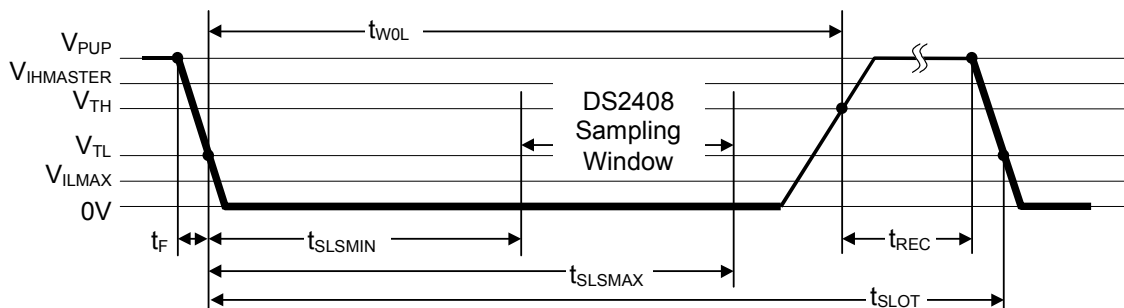 tW0L
VPUP
VIHMASTER
VTH
VTL
VILMAX
0V
DS2408
Sampling
Window
tF
tSLSMIN
tREC
tSLSMAX
tSLOT